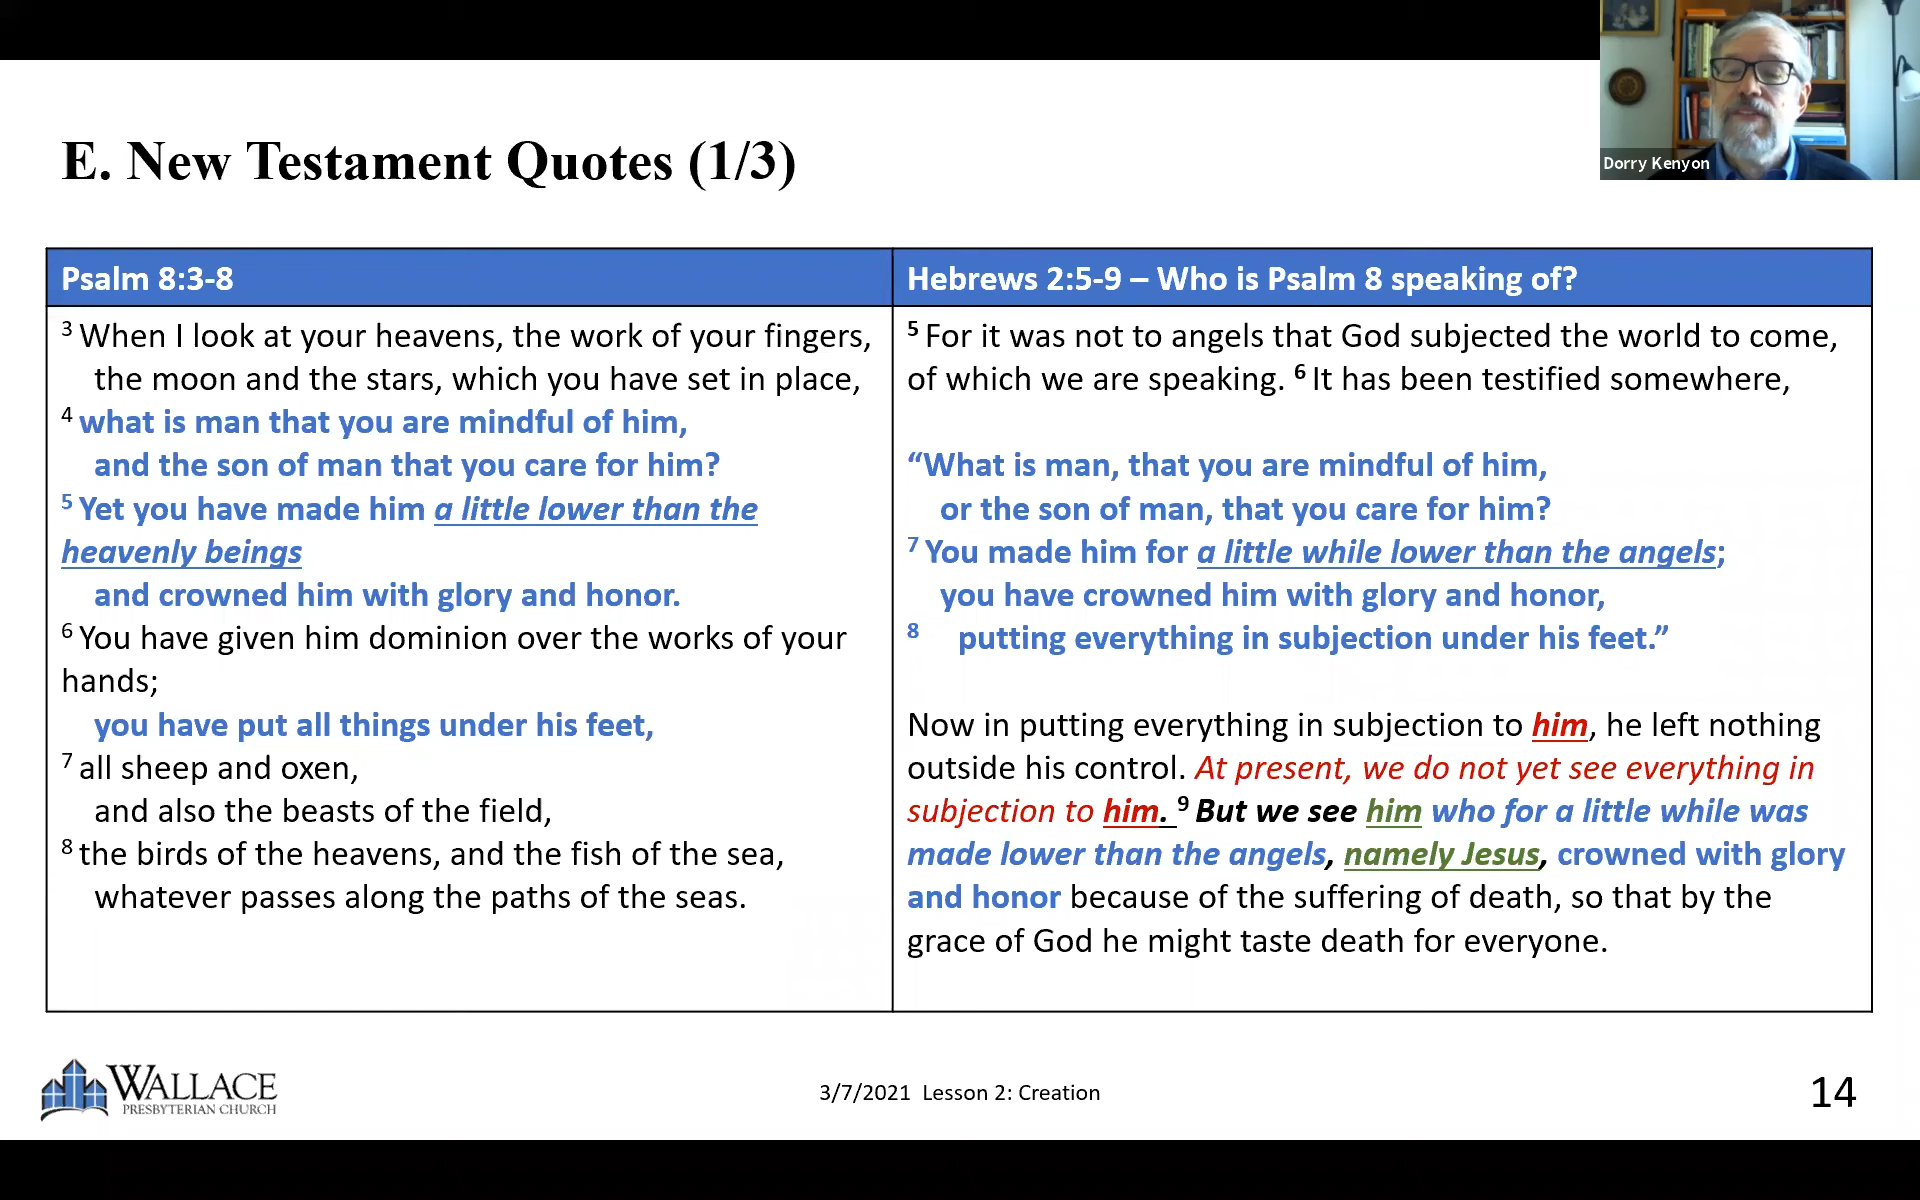 Dorry Kenyon
E. New Testament Quotes (1/3)
Psalm 8:3-8
3 When I look at your heavens, the work of your fingers,
the moon and the stars, which you have set in place,
4 what is man that you are mindful of him,
and the son of man that you care for him?
5 Yet you have made him a little lower than the
heavenly beings
and crowned him with glory and honor.
6 You have given him dominion over the works of your
hands;
you have put all things under his feet,
7 all sheep and oxen,
and also the beasts of the field,
8 the birds of the heavens, and the fish of the sea,
whatever passes along the paths of the seas.
Hebrews 2:5-9 – Who is Psalm 8 speaking of?
5 For it was not to angels that God subjected the world to come,
of which we are speaking. 6 It has been testified somewhere,
“What is man, that you are mindful of him,
or the son of man, that you care for him?
7 You made him for a little while lower than the angels;
you have crowned him with glory and honor,
8 putting everything in subjection under his feet.”
Now in putting everything in subjection to him, he left nothing
outside his control. At present, we do not yet see everything in
subjection to him. 9 But we see him who for a little while was
made lower than the angels, namely Jesus, crowned with glory
and honor because of the suffering of death, so that by the
grace of God he might taste death for everyone.
WALLACE
PRESBYTERIAN CHURCH
3/7/2021 Lesson 2: Creation
14